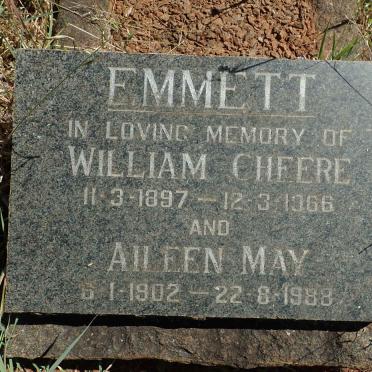 EMMETT
IN LOVING MEMORY OF
WILLIAM CHEERE
11-3-1897 — 12-3-1966
AND
AILEEN MAY
6-1-1902 — 22-8-1988